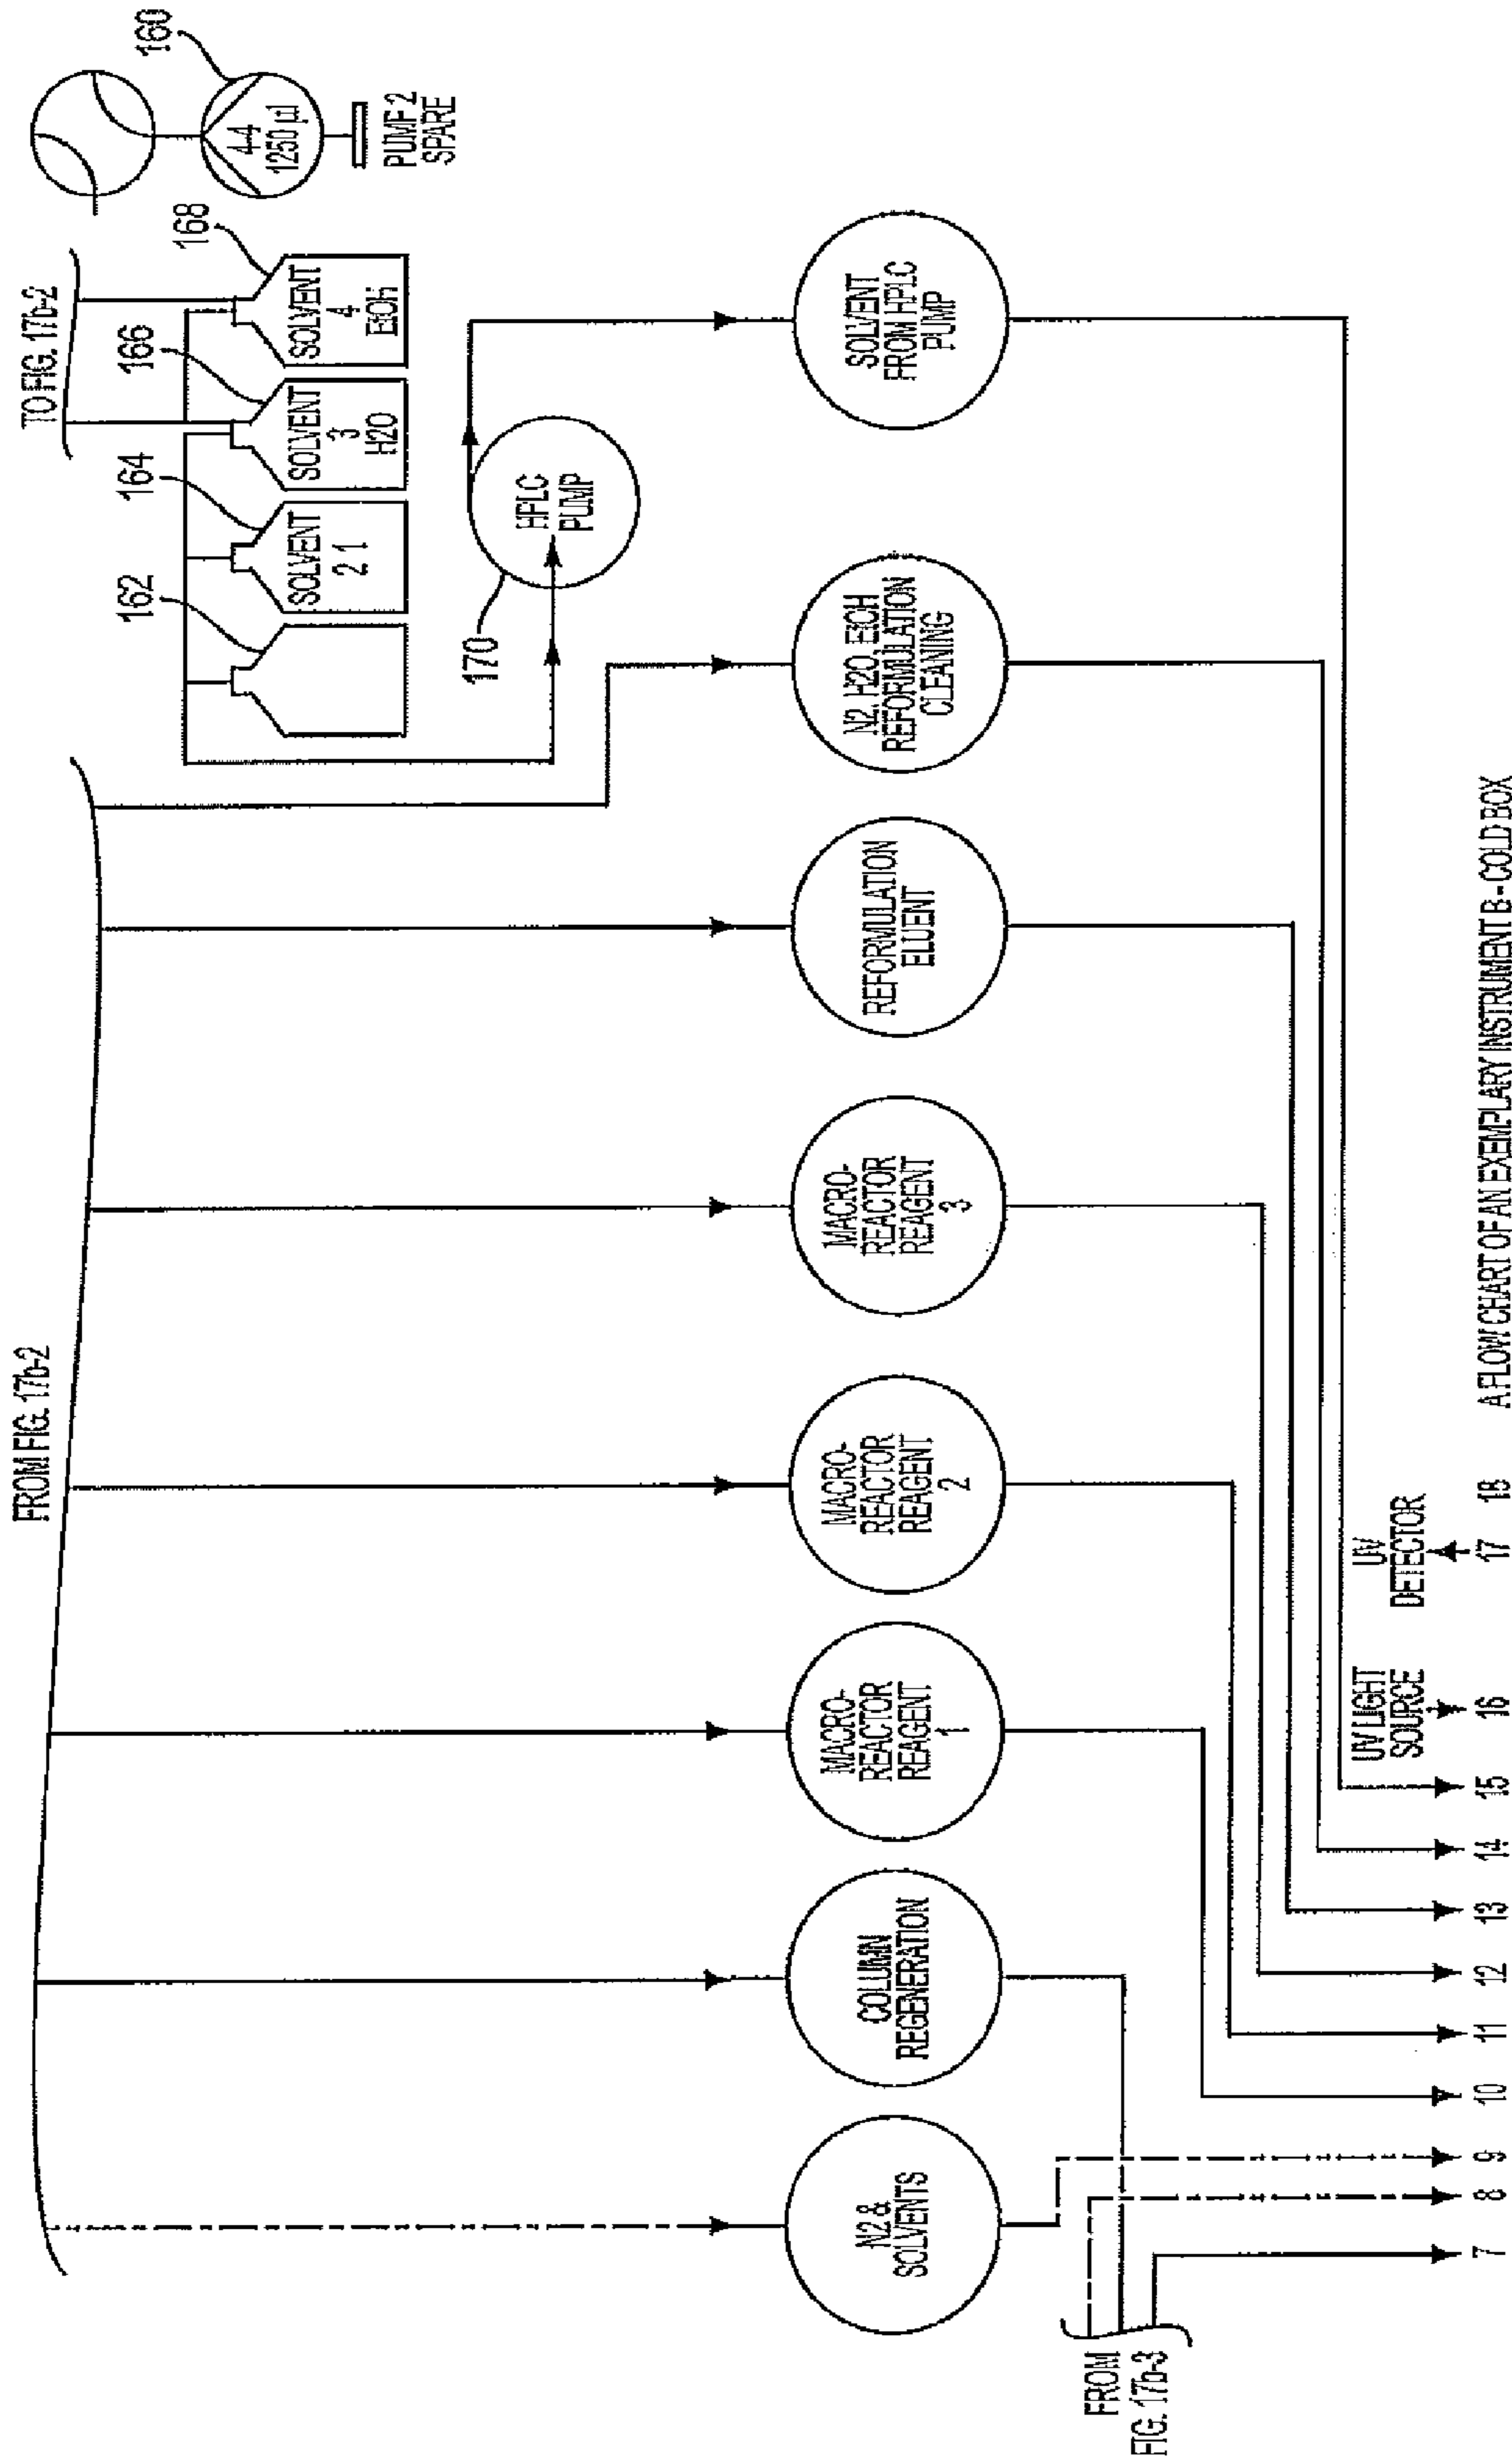 FROM FIG. 17b-2
TO FIG. 17b-2
160
44
1250 µl
PUMP 2
SPARE
162
164
166
168
SOLVENT
2 1
SOLVENT
3
H2O
SOLVENT
4
EtOH
170
HPLC
PUMP
N2 &
SOLVENTS
COLUMN
REGENERATION
MACRO-
REACTOR
REAGENT
1
MACRO-
REACTOR
REAGENT
2
MACRO-
REACTOR
REAGENT
3
REFORMULATION
ELUENT
N2, H2O, EtOH
REFORMULATION
CLEANING
SOLVENT
FROM HPLC
PUMP
FROM
FIG. 17b-3
UV LIGHT
SOURCE
UV
DETECTOR
7 8 9 10 11 12 13 14 15 16 17 18
A FLOW CHART OF AN EXEMPLARY INSTRUMENT B - COLD BOX